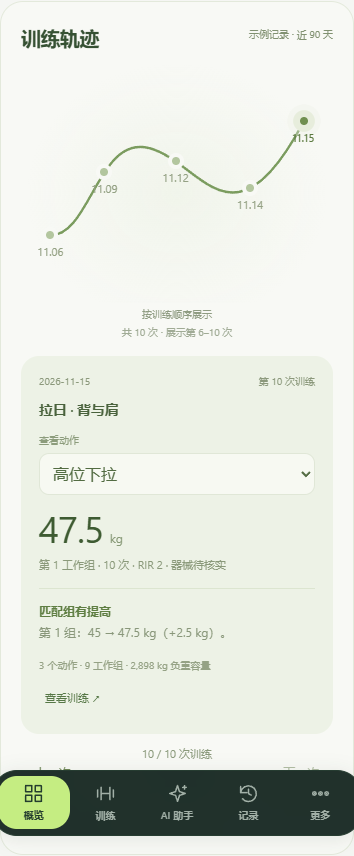 训练轨迹
示例记录 · 近 90 天
11.15
11.09
11.12
11.14
11.06
按训练顺序展示
共 10 次 · 展示第 6–10 次
2026-11-15
第 10 次训练
拉日 · 背与肩
查看动作
高位下拉
47.5 kg
第 1 工作组 · 10 次 · RIR 2 · 器械待核实
匹配组有提高
第 1 组：45 → 47.5 kg（+2.5 kg）。
3 个动作 · 9 工作组 · 2,898 kg 负重容量
查看训练 ↗
10 / 10 次训练
概览
训练
AI 助手
记录
更多